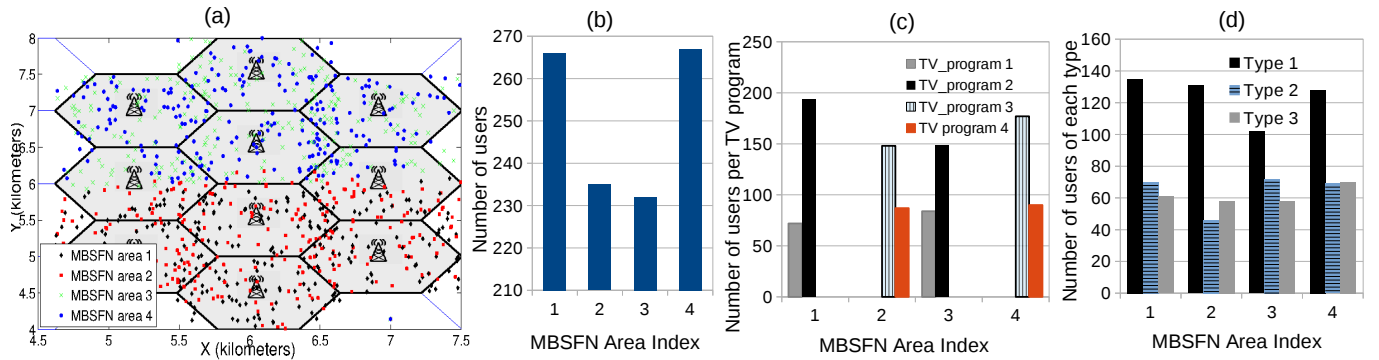 (a)
8
7.5
7
6.5
6
5.5
5
4.5
4
Y (kilometers)
MBSFN area 1
MBSFN area 2
MBSFN area 3
MBSFN area 4
4.5 5 5.5 6 6.5 7 7.5
X (kilometers)
(b)
270
260
250
240
230
220
210
Number of users
1 2 3 4
MBSFN Area Index
(c)
250
200
150
100
50
0
Number of users per TV program
TV_program 1
TV_program 2
TV_program 3
TV program 4
1 2 3 4
MBSFN Area Index
(d)
160
140
120
100
80
60
40
20
0
Number of users of each type
Type 1
Type 2
Type 3
1 2 3 4
MBSFN Area Index